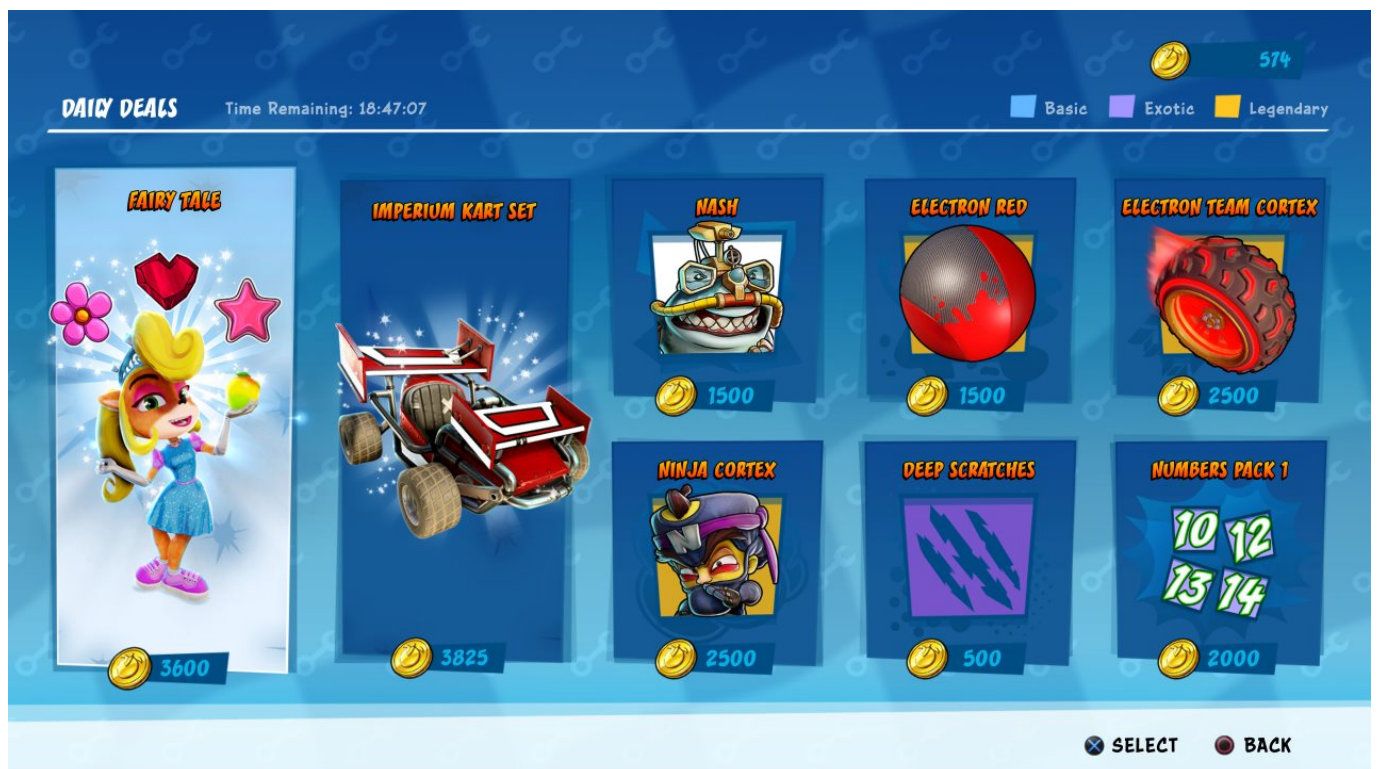 574
DAILY DEALS
Time Remaining: 18:47:07
Basic
Exotic
Legendary
FAIRY TALE
3600
IMPERIUM KART SET
3825
NASH
1500
ELECTRON RED
1500
ELECTRON TEAM CORTEX
2500
NINJA CORTEX
N
2500
DEEP SCRATCHES
500
NUMBERS PACK 1
10
12
13
14
2000
SELECT
BACK